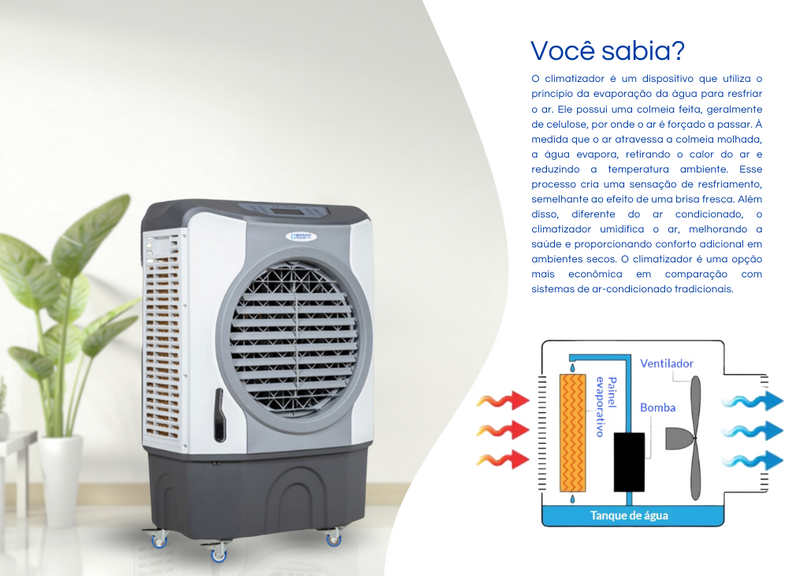 Você sabia?
O climatizador é um dispositivo que utiliza o
princípio da evaporação da água para resfriar
o ar. Ele possui uma colmeia feita, geralmente
de celulose, por onde o ar é forçado a passar. À
medida que o ar atravessa a colmeia molhada,
a água evapora, retirando o calor do ar e
reduzindo a temperatura ambiente. Esse
processo cria uma sensação de resfriamento,
semelhante ao efeito de uma brisa fresca. Além
disso, diferente do ar condicionado, o
climatizador umidifica o ar, melhorando a
saúde e proporcionando conforto adicional em
ambientes secos. O climatizador é uma opção
mais econômica em comparação com
sistemas de ar-condicionado tradicionais.
Ventilador
Painel
evaporativo
Bomba
Tanque de água